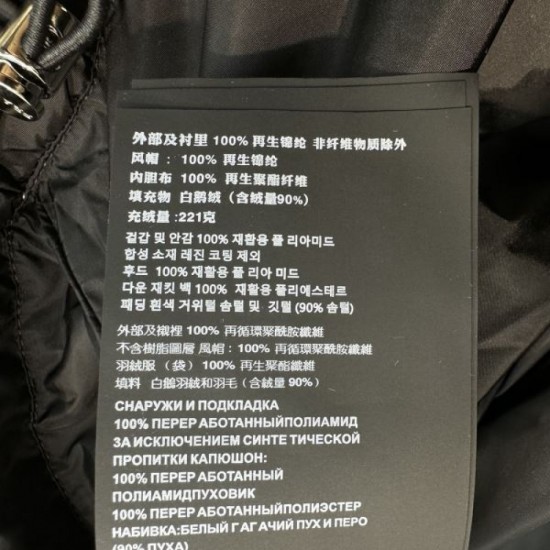 外部及衬里 100% 再生锦纶 非纤维物质除外
风帽： 100% 再生锦纶
内胆布 100% 再生聚酯纤维
填充物 白鹅绒（含绒量90%）
充绒量:221克
겉감 및 안감 100% 재활용 폴 리아미드
합성 소재 레진 코팅 제외
후드 100% 재활용 폴 리아 미드
다운 재킷 백 100% 재활용 폴리에스테르
패딩 흰색 거위털 솜털 및 깃털 (90% 솜털)
外部及襯裡 100% 再循環聚酰胺纖維
不含樹脂圖層 風帽：100% 再循環聚酰胺纖維
羽絨服（袋）100% 再生聚酯纖維
填料 白鵝羽絨和羽毛（含絨量 90%）
СНАРУЖИ И ПОДКЛАДКА
100% ПЕРЕР АБОТАННЫЙПОЛИАМИД
ЗА ИСКЛЮЧЕНИЕМ СИНТЕ ТИЧЕСКОЙ
ПРОПИТКИ КАПЮШОН:
100% ПЕРЕР АБОТАННЫЙ
ПОЛИАМИДПУХОВИК
100% ПЕРЕР АБОТАННЫЙПОЛИЭСТЕР
НАБИВКА:БЕЛЫЙ ГАГАЧИЙ ПУХ И ПЕРО
(90% ПУХА)